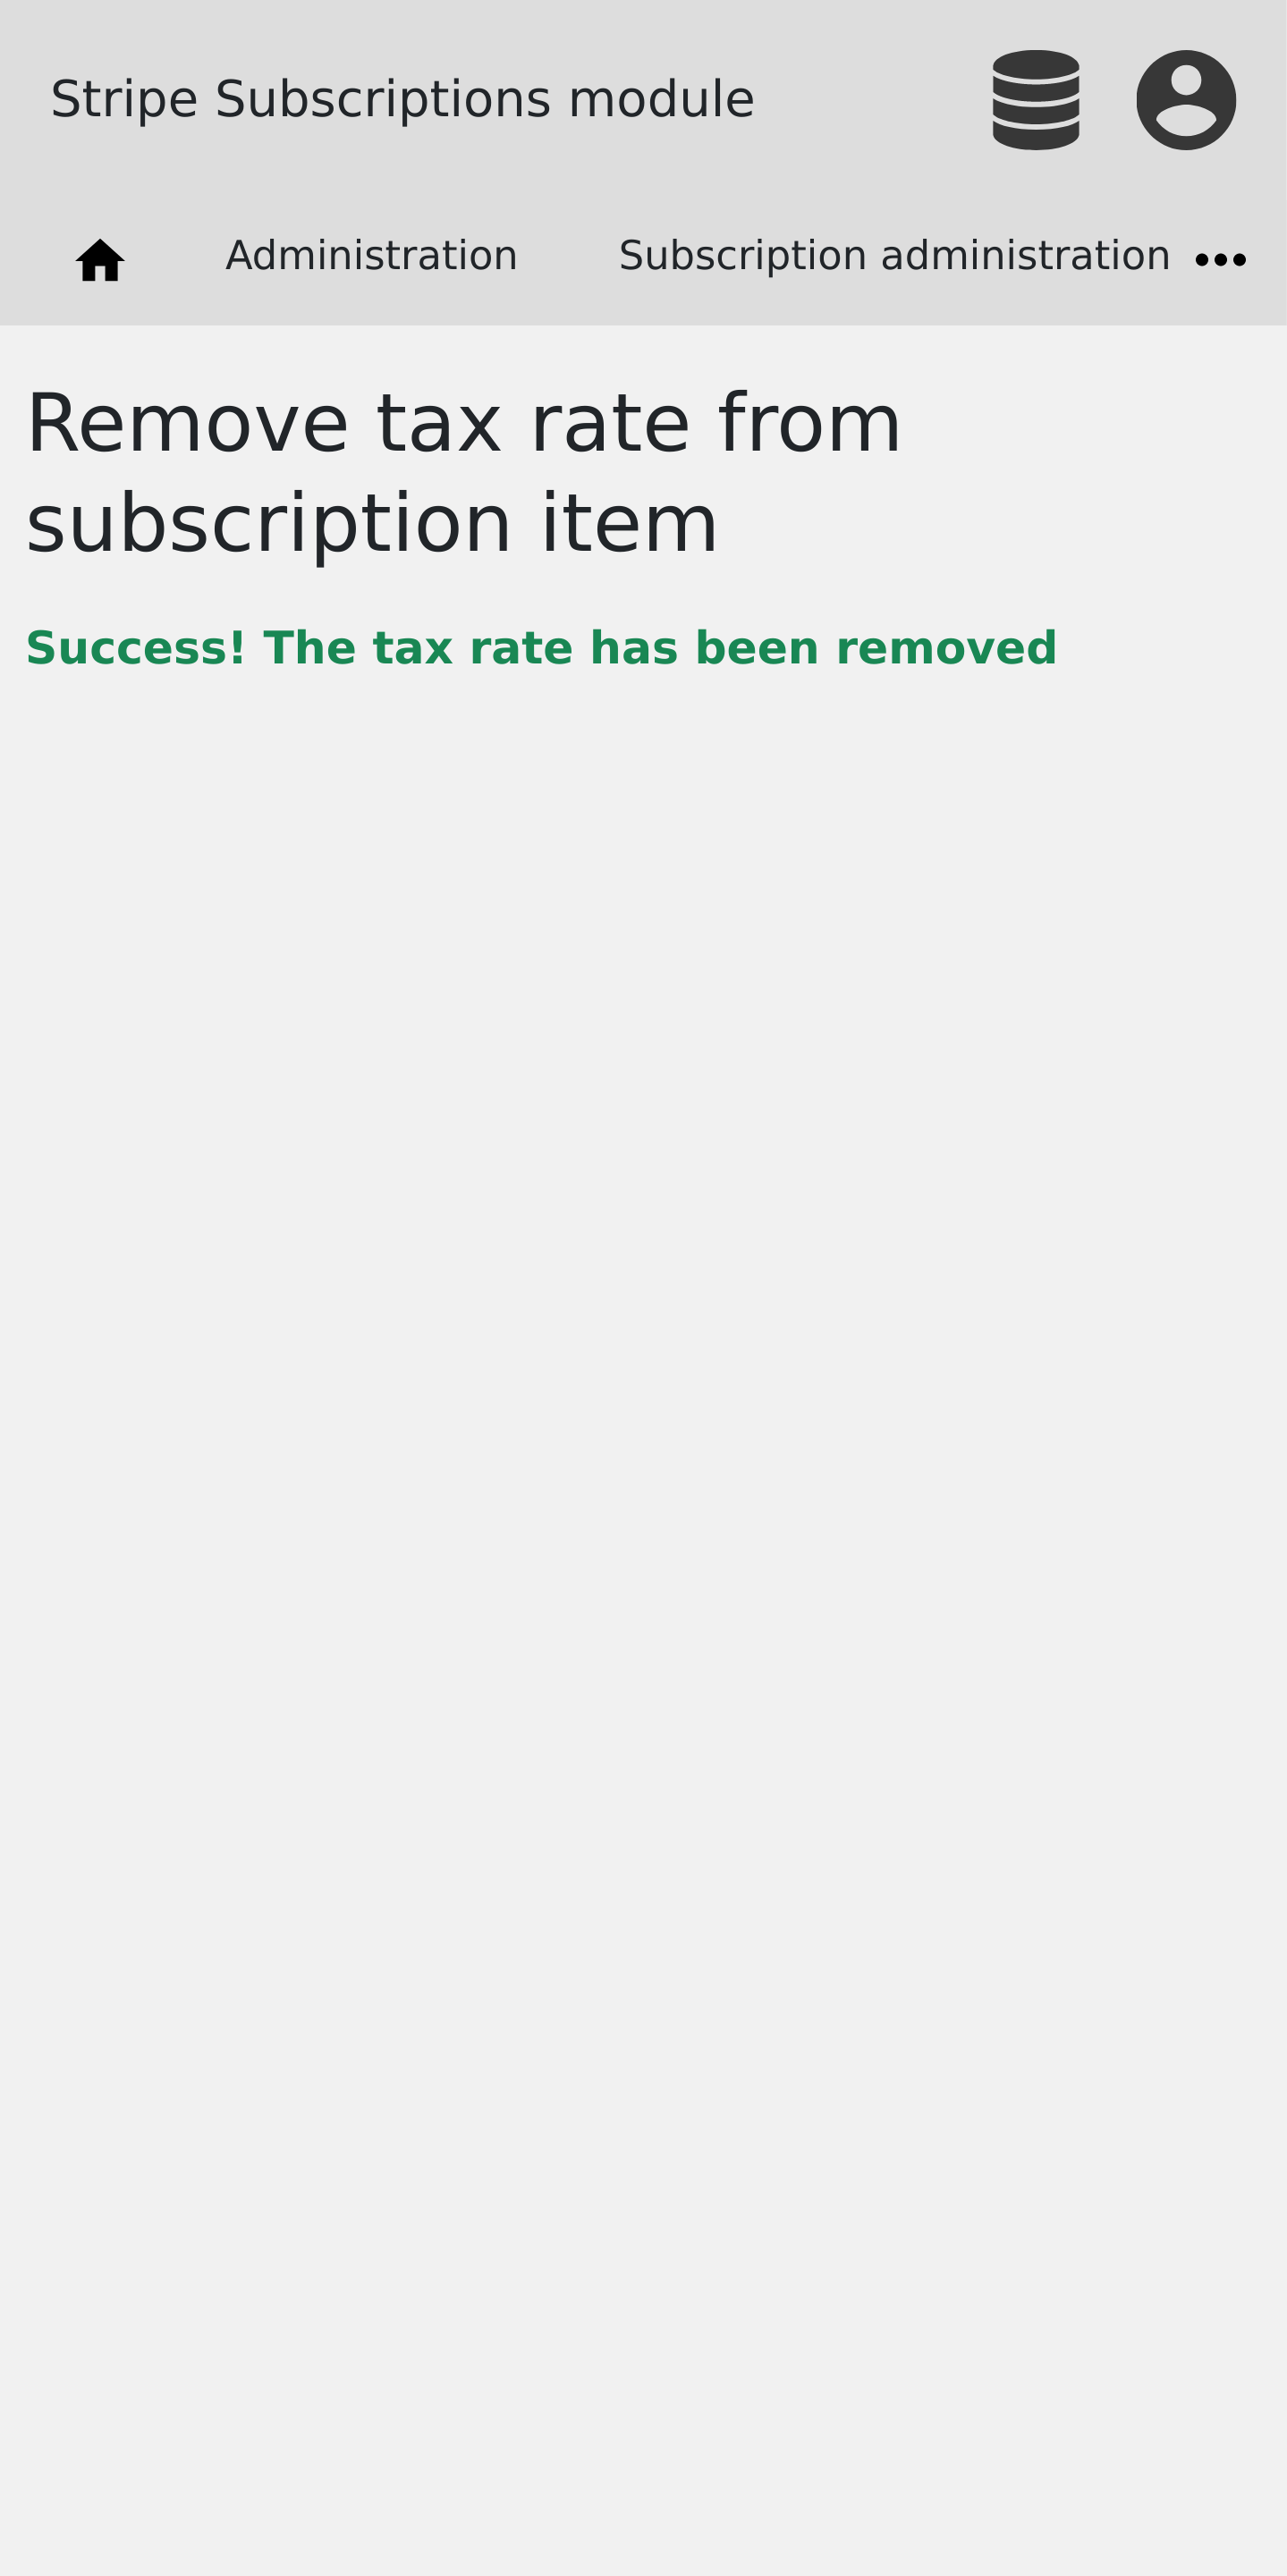 Stripe Subscriptions module
Administration Subscription administration
Remove tax rate from
subscription item
Success! The tax rate has been removed